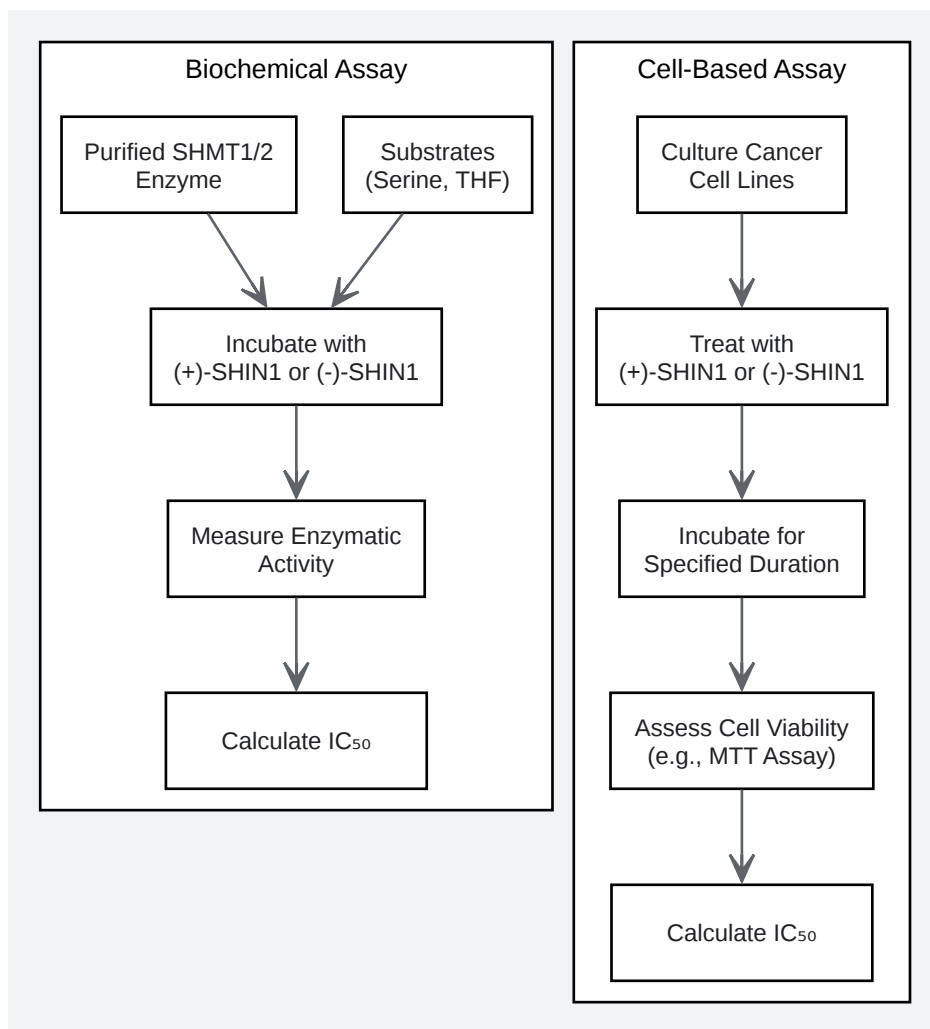 Biochemical Assay
Purified SHMT1/2
Enzyme
Substrates
(Serine, THF)
Incubate with
(+)-SHIN1 or (-)-SHIN1
Measure Enzymatic
Activity
Calculate IC₅₀
Cell-Based Assay
Culture Cancer
Cell Lines
Treat with
(+)-SHIN1 or (-)-SHIN1
Incubate for
Specified Duration
Assess Cell Viability
(e.g., MTT Assay)
Calculate IC₅₀